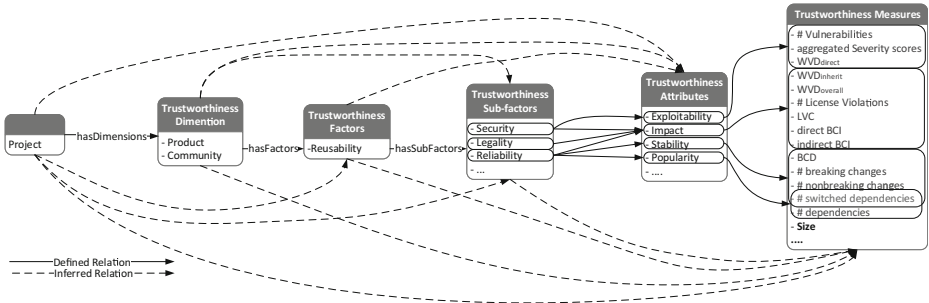 Project
hasDimensions
Trustworthiness
Dimention
- Product
- Community
hasFactors
Trustworthiness
Factors
-Reusability
hasSubFactors
Trustworthiness
Sub-factors
- Security
- Legality
- Reliability
- ...
Trustworthiness
Attributes
- Exploitability
- Impact
- Stability
- Popularity
- ....
Trustworthiness Measures
- # Vulnerabilities
- aggregated Severity scores
- WVDdirect
- WVDinherit
- WVDoverall
- # License Violations
- LVC
- direct BCI
- indirect BCI
- BCD
- # breaking changes
- # nonbreaking changes
- # switched dependencies
- # dependencies
- Size
....
Defined Relation
Inferred Relation